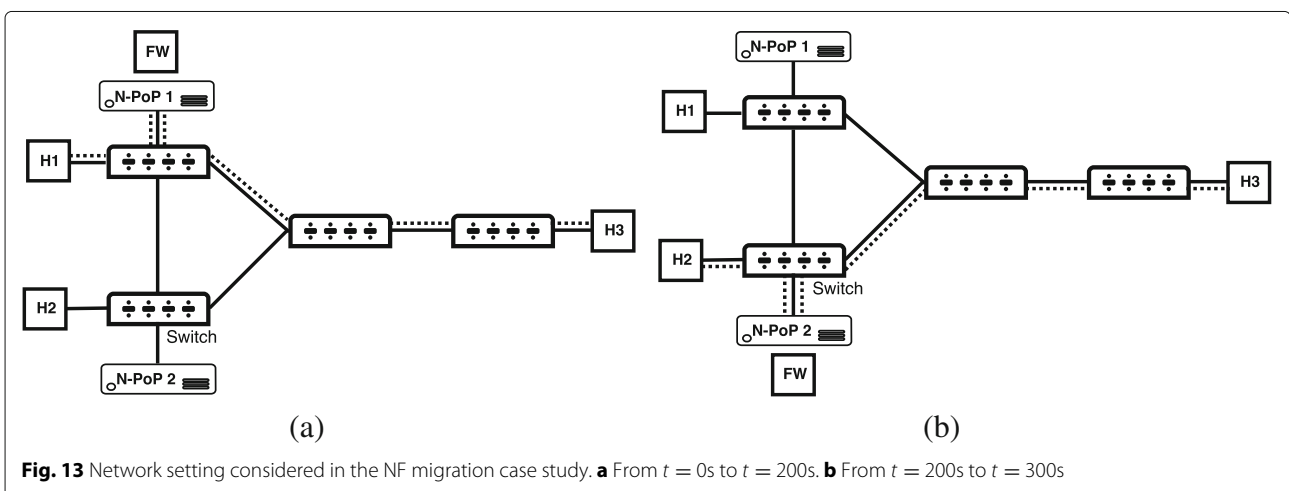 FW
N-PoP 1
H1
H3
H2
Switch
N-PoP 2
(a)
N-PoP 1
H1
H3
H2
Switch
N-PoP 2
FW
(b)
Fig. 13 Network setting considered in the NF migration case study. a From t = 0s to t = 200s. b From t = 200s to t = 300s